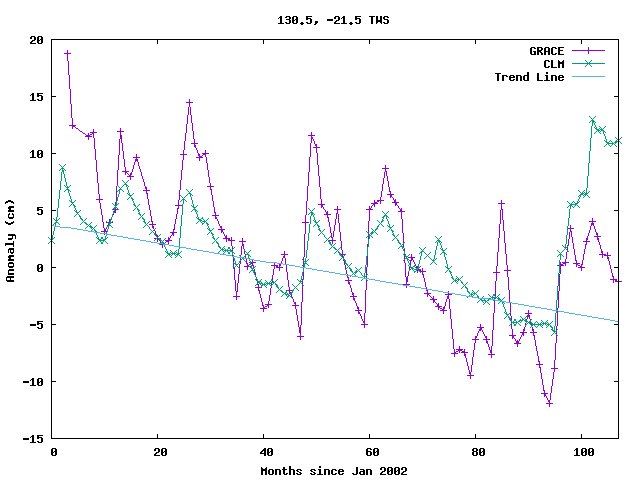 130.5, -21.5 TWS
GRACE
CLM
Trend Line
20
15
10
5
0
-5
-10
-15
Anomaly (cm)
0 20 40 60 80 100
Months since Jan 2002